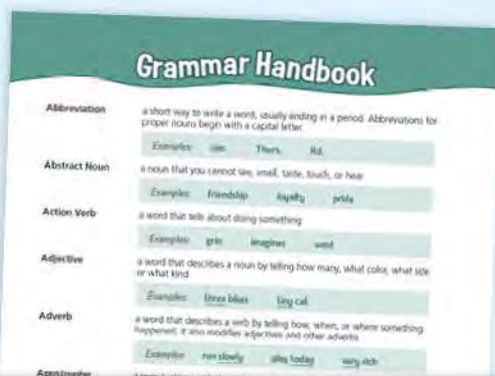 Grammar Handbook
Abbreviation
a short way to write a word, usually ending in a period. Abbreviations for
proper nouns begin with a capital letter.
Examples: Thurs. Rd.
Abstract Noun
a noun that you cannot see, smell, taste, touch, or hear
Examples: friendship loyalty pride
Action Verb
a word that tells about doing something
Examples: grin imagines went
Adjective
a word that describes a noun by telling how many, what color, what size
or what kind
Examples: three bikes tiny cat
Adverb
a word that describes a verb by telling how, when, or where something
happened. It also modifies adjectives and other adverbs
Examples: run slowly play today very rich
Apostrophe